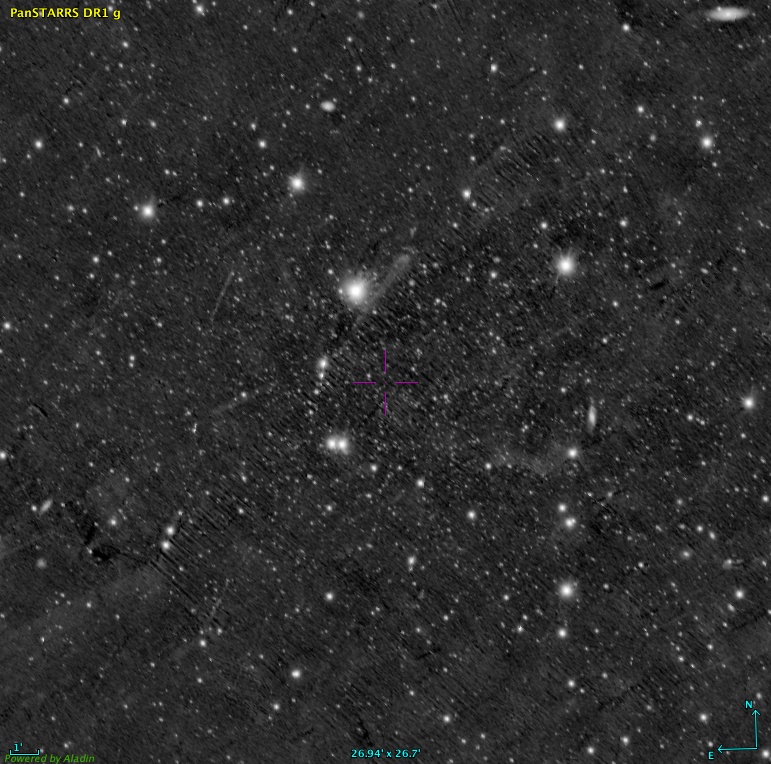 PanSTARRS DR1 g
N
1'
26.94' x 26.7'
E
Powered by Aladin